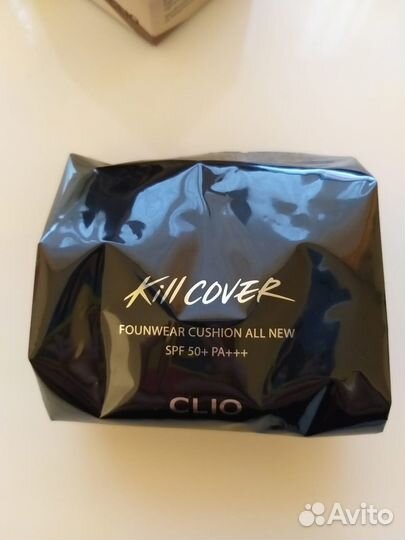 Kill COVER
FOUNWEAR CUSHION ALL NEW
SPF 50+ PA+++
CLIO
Avito